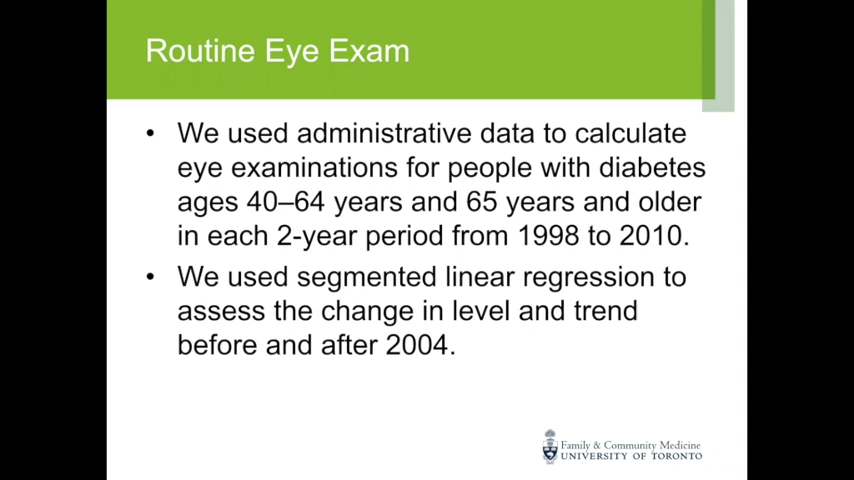 Routine Eye Exam
• We used administrative data to calculate
eye examinations for people with diabetes
ages 40–64 years and 65 years and older
in each 2-year period from 1998 to 2010.
• We used segmented linear regression to
assess the change in level and trend
before and after 2004.
Family & Community Medicine
UNIVERSITY OF TORONTO